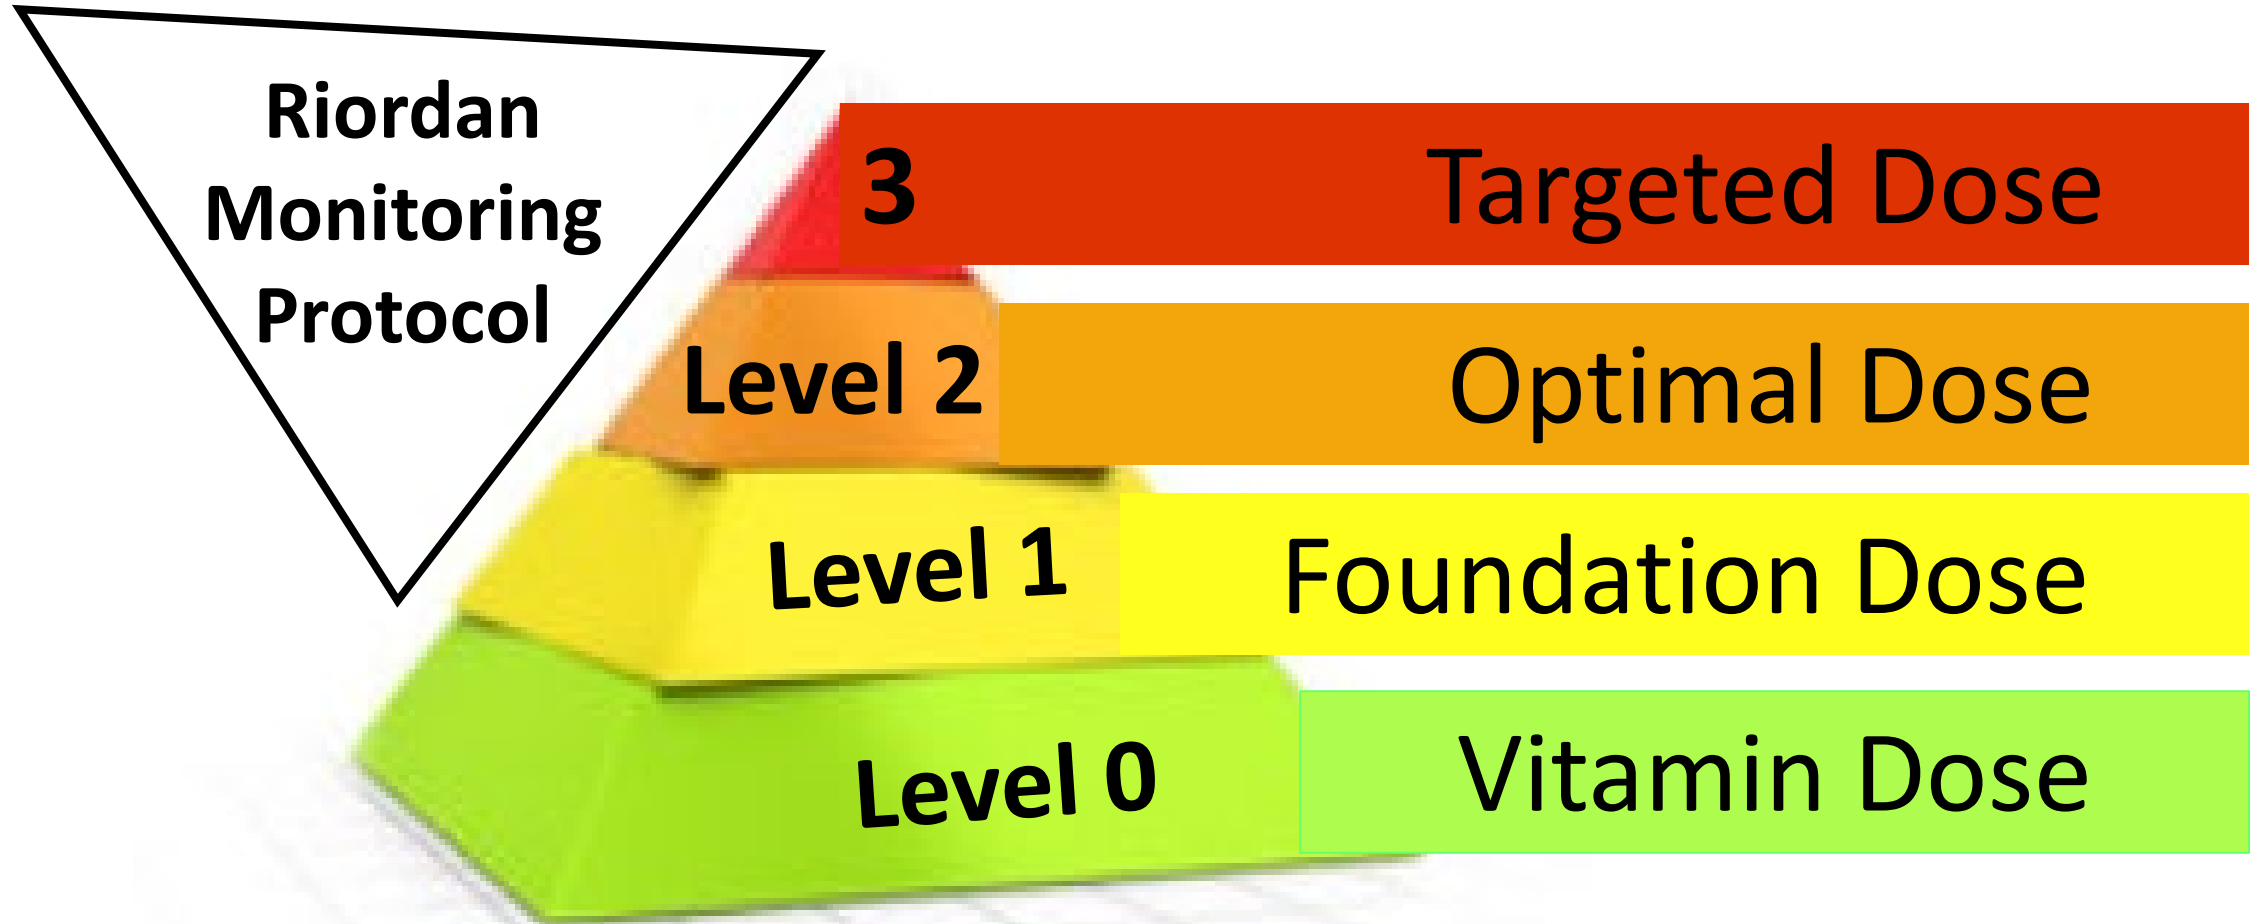 Riordan
Monitoring
Protocol
3 Targeted Dose
Level 2 Optimal Dose
Level 1 Foundation Dose
Level 0 Vitamin Dose